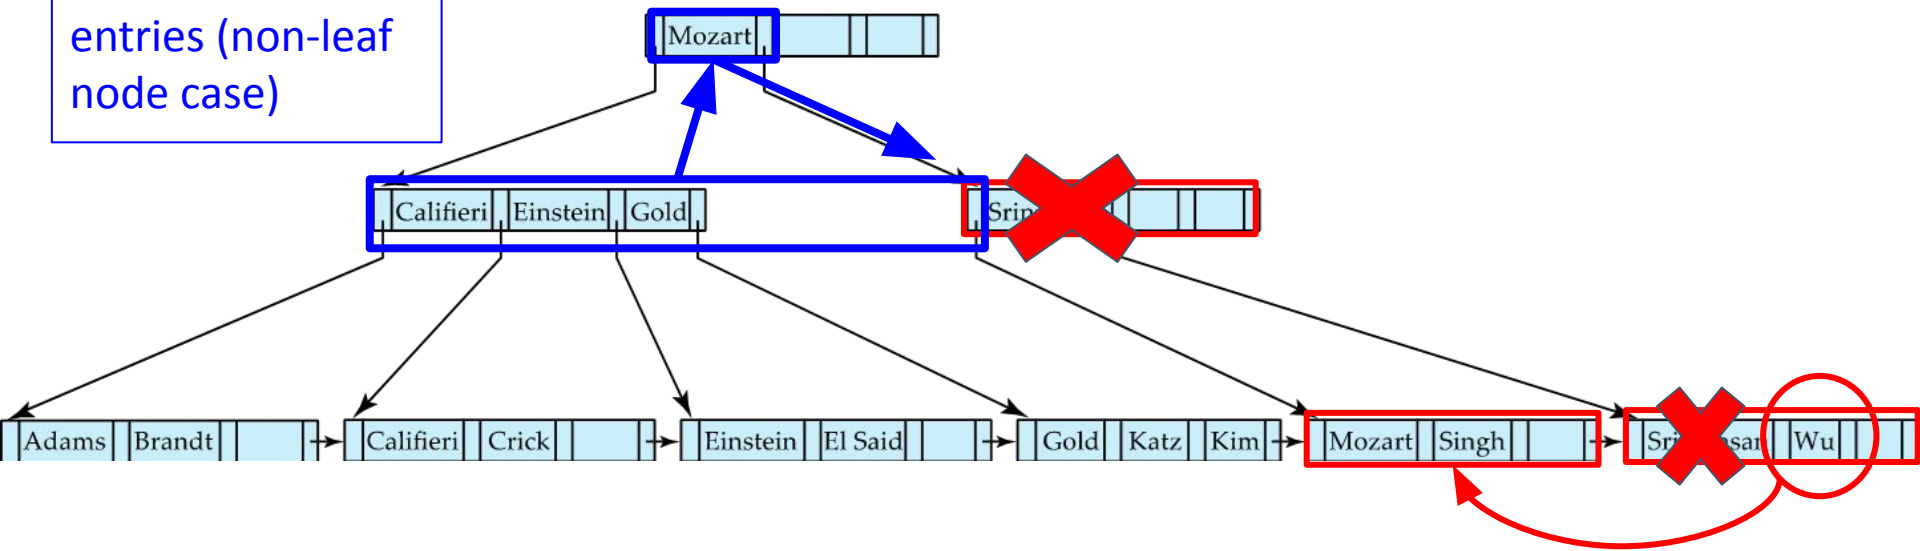 entries (non-leaf
node case)
Mozart
Califieri Einstein Gold
Adams Brandt Califieri Crick Einstein El Said Gold Katz Kim Mozart Singh Wu